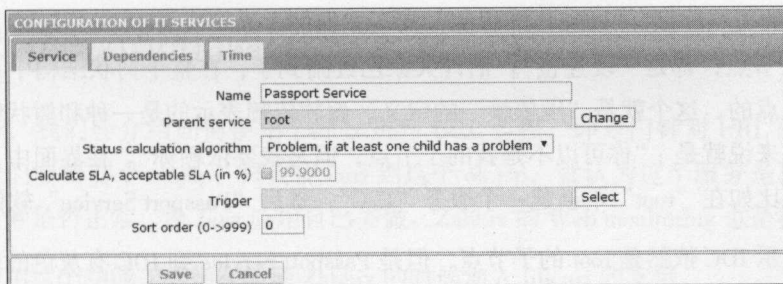 CONFIGURATION OF IT SERVICES
Service Dependencies Time
Name Passport Service
Parent service root Change
Status calculation algorithm Problem, if at least one child has a problem
Calculate SLA, acceptable SLA (in %) 99.9000
Trigger Select
Sort order (0->999) 0
Save Cancel